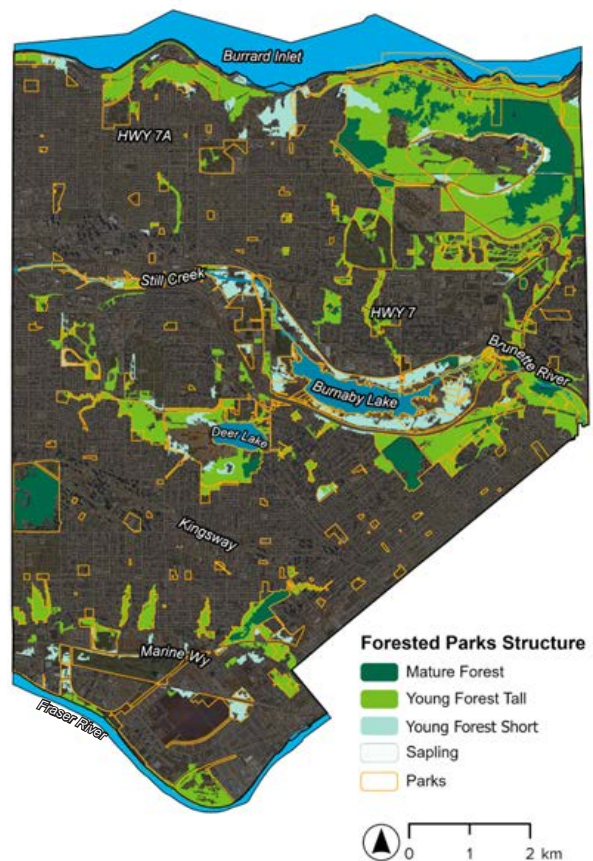 Burrard Inlet
HWY 7A
Still Creek
HWY 7
Brunette River
Burnaby Lake
Deer Lake
Kingsway
Marine Wy
Fraser River
Forested Parks Structure
Mature Forest
Young Forest Tall
Young Forest Short
Sapling
Parks
0 1 2 km